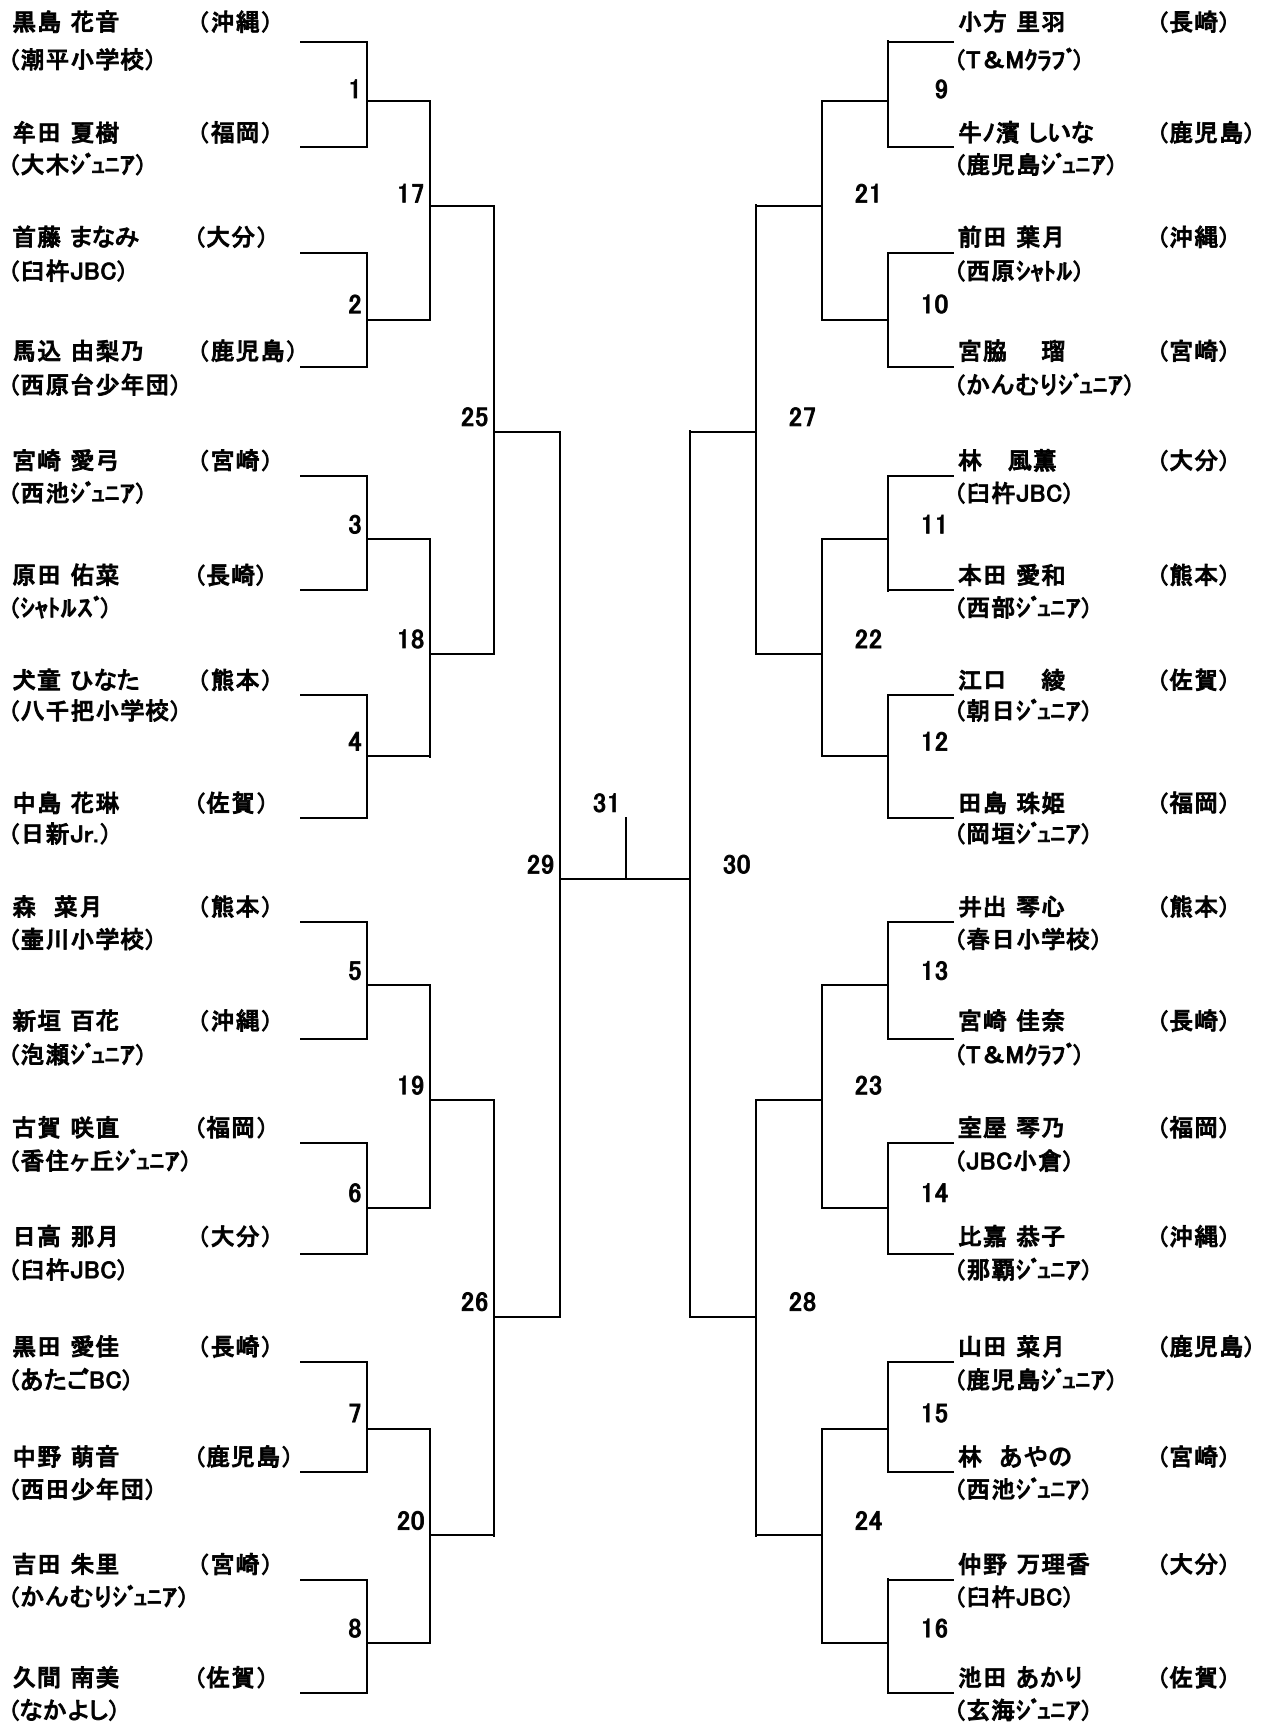 黒島 花音 （沖縄）
(潮平小学校)
1
牟田 夏樹 （福岡）
(大木ｼﾞｭﾆｱ)
17
首藤 まなみ （大分）
(臼杵JBC)
2
馬込 由梨乃 （鹿児島）
(西原台少年団)
25
宮崎 愛弓 （宮崎）
(西池ｼﾞｭﾆｱ)
3
原田 佑菜 （長崎）
(ｼｬﾄﾙｽﾞ)
18
犬童 ひなた （熊本）
(八千把小学校)
4
中島 花琳 （佐賀）
(日新Jr.)
31
29
森 菜月 （熊本）
(壷川小学校)
5
新垣 百花 （沖縄）
(泡瀬ｼﾞｭﾆｱ)
19
古賀 咲直 （福岡）
(香住ヶ丘ｼﾞｭﾆｱ)
6
日高 那月 （大分）
(臼杵JBC)
26
黒田 愛佳 （長崎）
(あたごBC)
7
中野 萌音 （鹿児島）
(西田少年団)
20
吉田 朱里 （宮崎）
(かんむりｼﾞｭﾆｱ)
8
久間 南美 （佐賀）
(なかよし)
小方 里羽 （長崎）
(T＆Mｸﾗﾌﾞ)
9
牛ﾉ濱 しいな （鹿児島）
(鹿児島ｼﾞｭﾆｱ)
21
前田 葉月 （沖縄）
(西原ｼｬﾄﾙ)
10
宮脇 瑠 （宮崎）
(かんむりｼﾞｭﾆｱ)
27
林 風薫 （大分）
(臼杵JBC)
11
本田 愛和 （熊本）
(西部ｼﾞｭﾆｱ)
22
江口 綾 （佐賀）
(朝日ｼﾞｭﾆｱ)
12
田島 珠姫 （福岡）
(岡垣ｼﾞｭﾆｱ)
30
井出 琴心 （熊本）
(春日小学校)
13
宮崎 佳奈 （長崎）
(T＆Mｸﾗﾌﾞ)
23
室屋 琴乃 （福岡）
(JBC小倉)
14
比嘉 恭子 （沖縄）
(那覇ｼﾞｭﾆｱ)
28
山田 菜月 （鹿児島）
(鹿児島ｼﾞｭﾆｱ)
15
林 あやの （宮崎）
(西池ｼﾞｭﾆｱ)
24
仲野 万理香 （大分）
(臼杵JBC)
16
池田 あかり （佐賀）
(玄海ｼﾞｭﾆｱ)